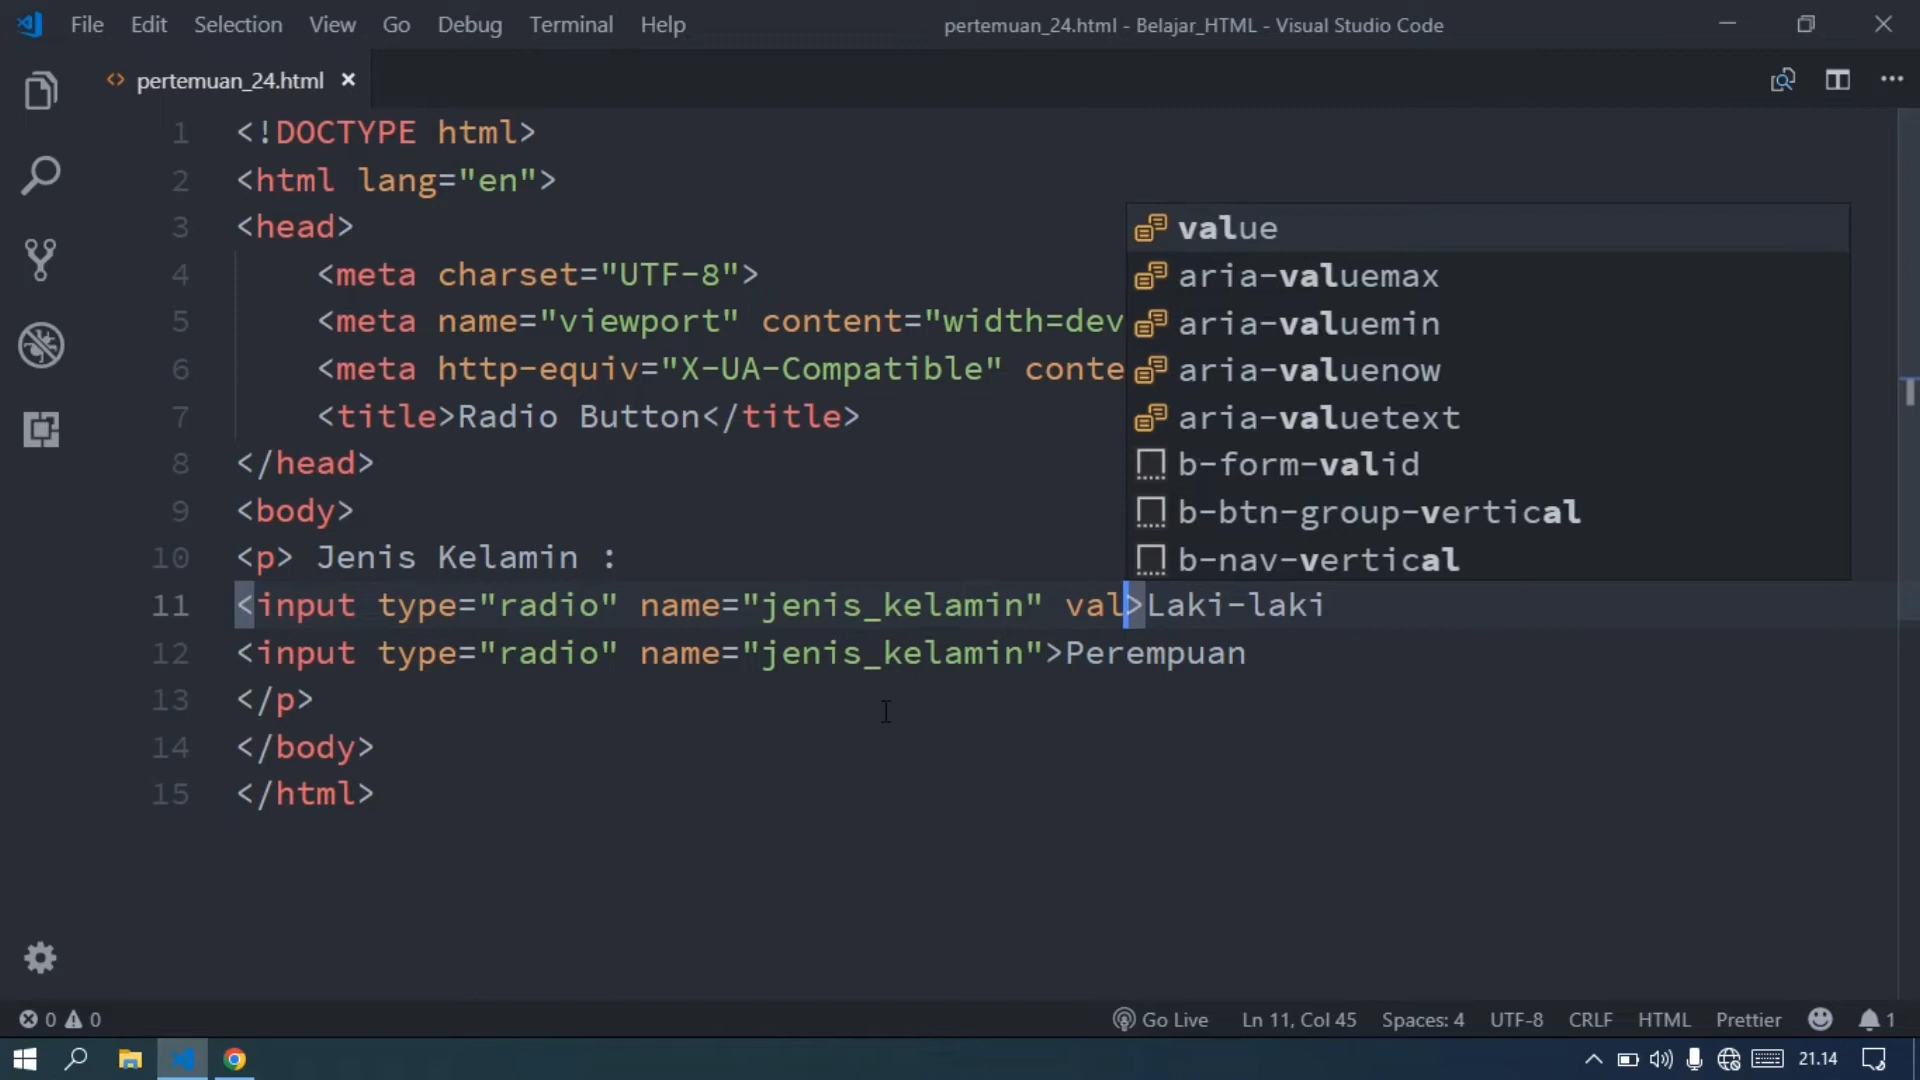 File Edit Selection View Go Debug Terminal Help pertemuan_24.html - Belajar_HTML - Visual Studio Code
<> pertemuan_24.html ×
1 <!DOCTYPE html>
2 <html lang="en">
3 <head>
4 <meta charset="UTF-8">
5 <meta name="viewport" content="width=dev
6 <meta http-equiv="X-UA-Compatible" conte
7 <title>Radio Button</title>
8 </head>
9 <body>
10 <p> Jenis Kelamin :
11 <input type="radio" name="jenis_kelamin" val>Laki-laki
12 <input type="radio" name="jenis_kelamin">Perempuan
13 </p>
14 </body>
15 </html>
value
aria-valuemax
aria-valuemin
aria-valuenow
aria-valuetext
b-form-valid
b-btn-group-vertical
b-nav-vertical
T
0 0 Go Live Ln 11, Col 45 Spaces: 4 UTF-8 CRLF HTML Prettier 1
21.14